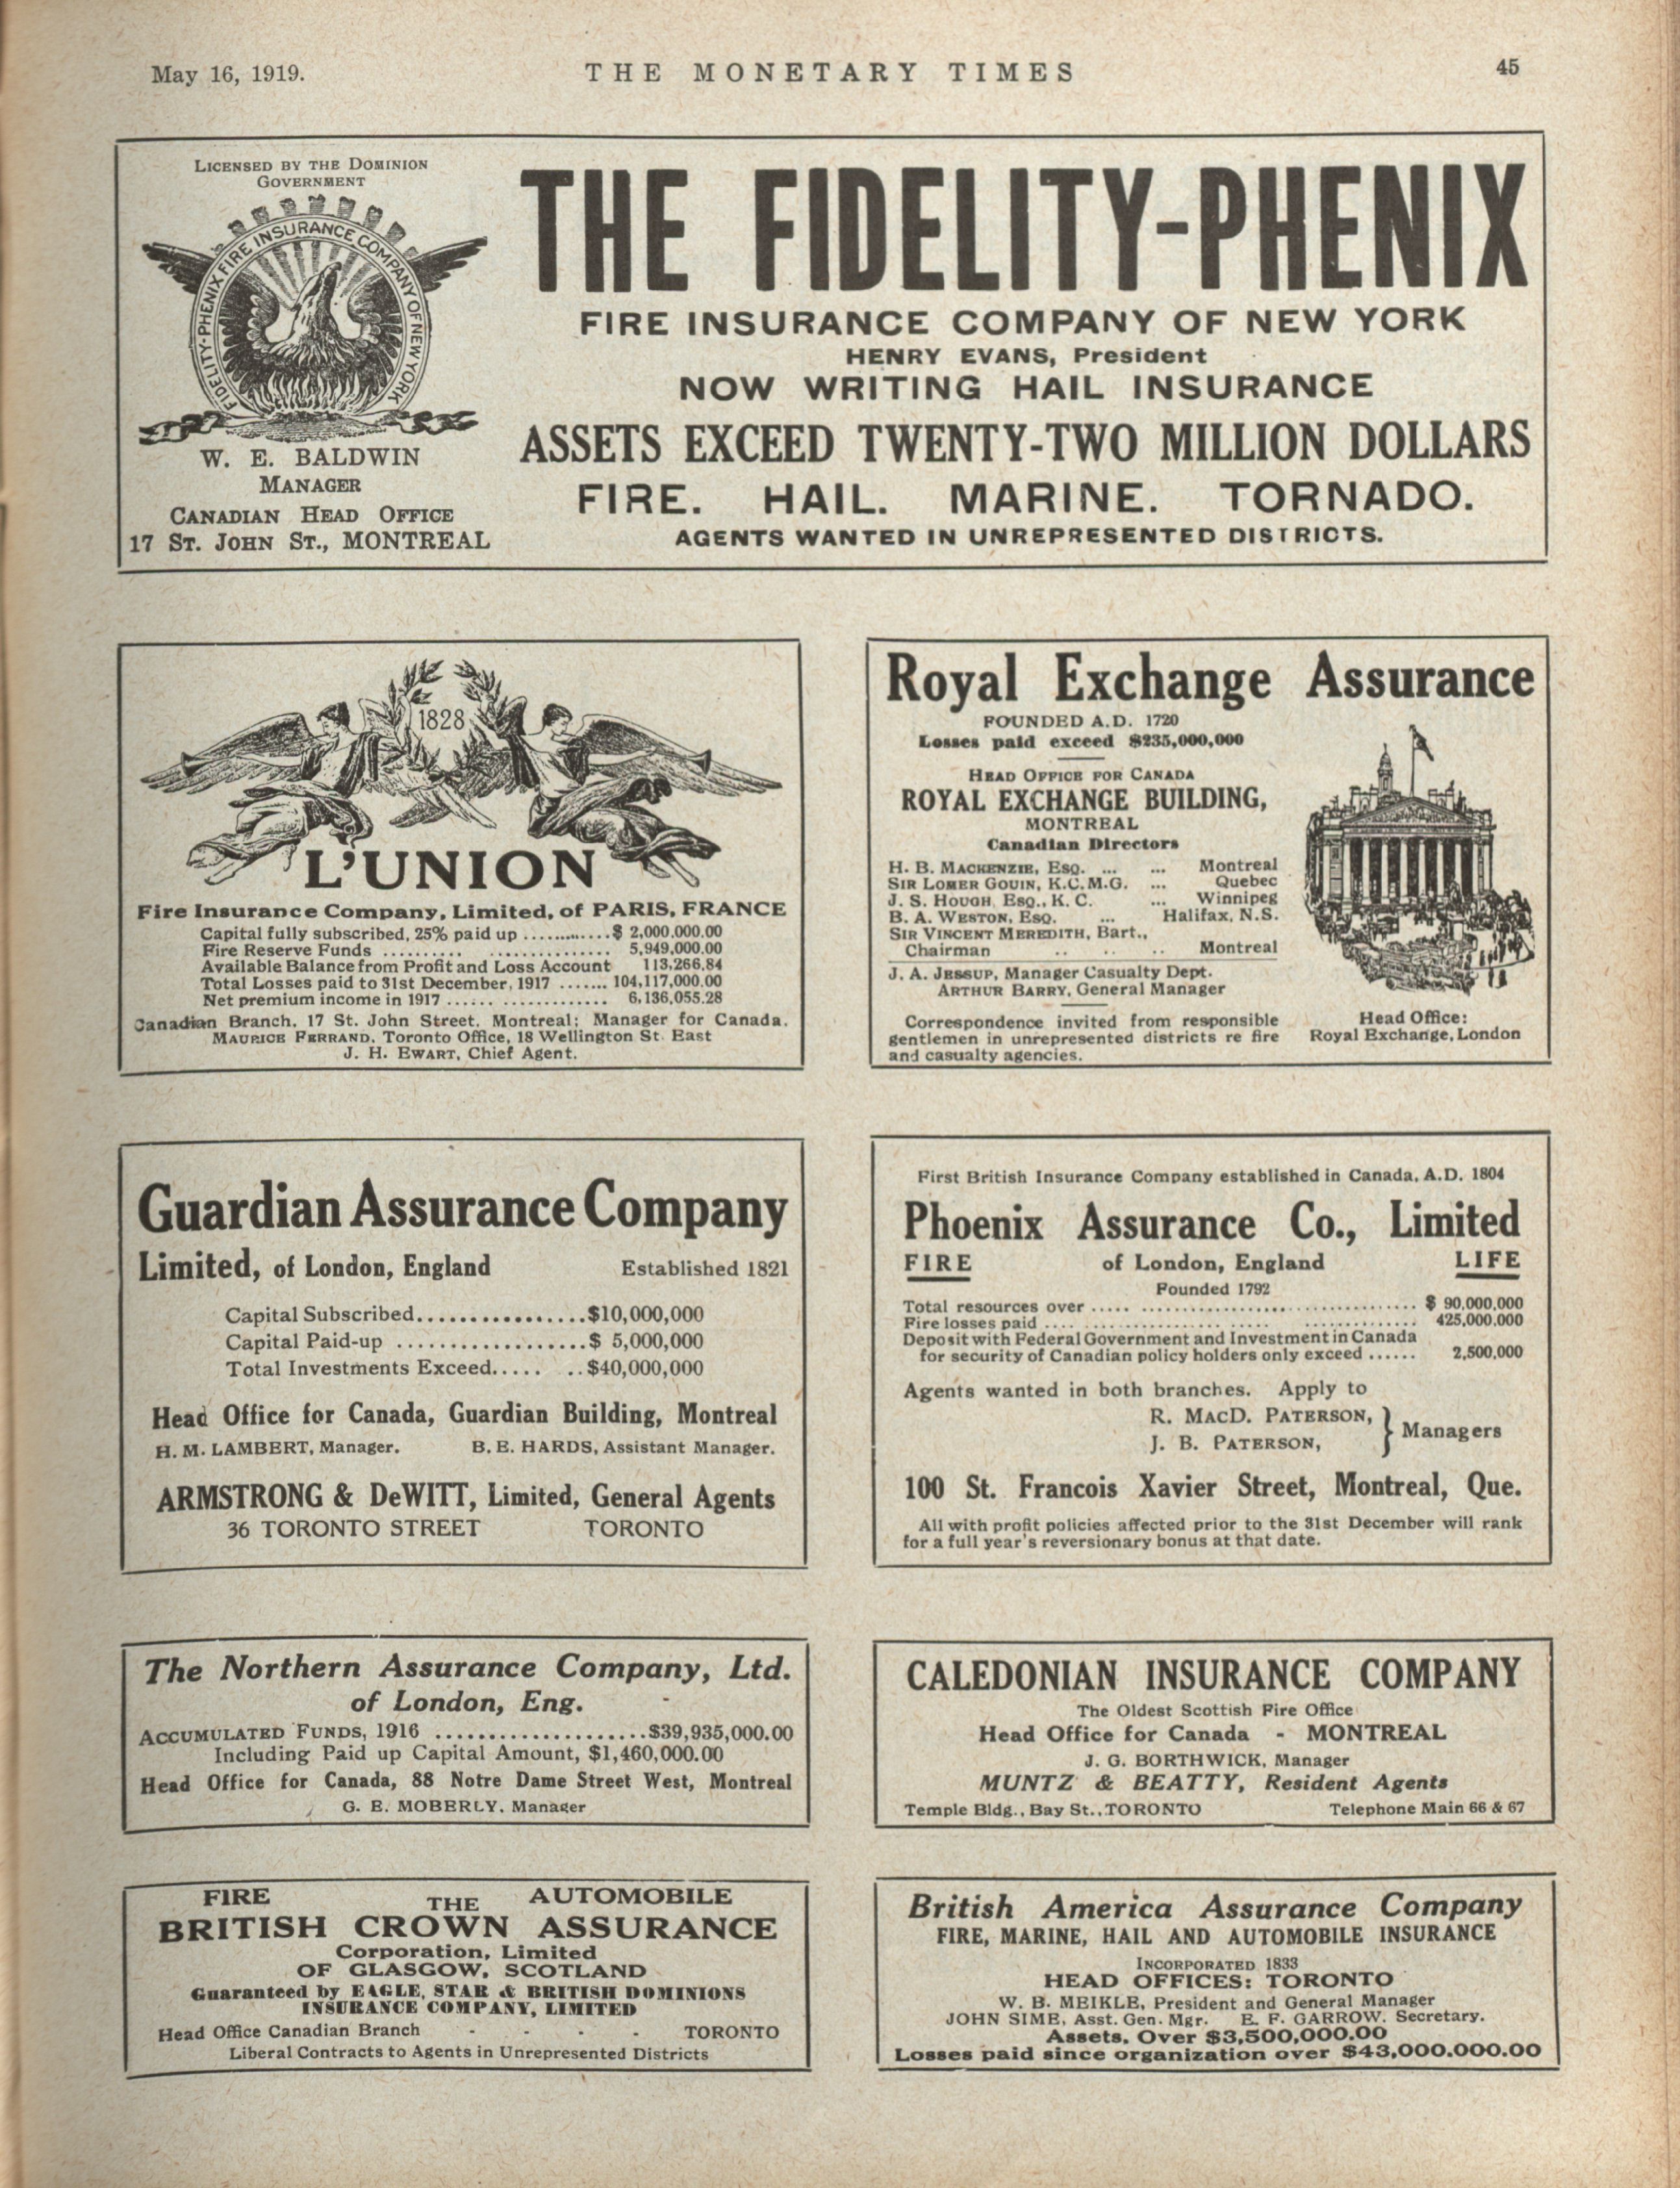 May 16, 1919.
THE MONETARY TIMES
45
LICENSED BY THE DOMINION
GOVERNMENT
FIDELITY-PHENIX FIRE INSURANCE COMPANY OF NEW YORK
W. E. BALDWIN
MANAGER
CANADIAN HEAD OFFICE
17 ST. JOHN ST., MONTREAL
THE FIDELITY-PHENIX
FIRE INSURANCE COMPANY OF NEW YORK
HENRY EVANS, President
NOW WRITING HAIL INSURANCE
ASSETS EXCEED TWENTY-TWO MILLION DOLLARS
FIRE. HAIL. MARINE. TORNADO.
AGENTS WANTED IN UNREPRESENTED DISTRICTS.
1828
L'UNION
Fire Insurance Company, Limited, of PARIS, FRANCE
Capital fully subscribed, 25% paid up ............ $ 2,000,000.00
Fire Reserve Funds .......... ............... 5,949,000.00
Available Balance from Profit and Loss Account 113,266.84
Total Losses paid to 31st December, 1917 ....... 104,117,000.00
Net premium income in 1917 ...... ............. 6,136,055.28
Canadian Branch, 17 St. John Street, Montreal; Manager for Canada,
MAURICE FERRAND. Toronto Office, 18 Wellington St. East
J. H. EWART, Chief Agent.
Royal Exchange Assurance
FOUNDED A.D. 1720
Losses paid exceed $235,000,000
HEAD OFFICE FOR CANADA
ROYAL EXCHANGE BUILDING,
MONTREAL
Canadian Directors
H. B. MACKENZIE, ESQ. ... ... Montreal
SIR LOMER GOUIN, K.C.M.G. ... Quebec
J. S. HOUGH, ESQ., K. C. ... Winnipeg
B. A. WESTON, ESQ. ... Halifax, N.S.
SIR VINCENT MEREDITH, Bart.,
Chairman .. .. .. Montreal
J. A. JESSUP, Manager Casualty Dept.
ARTHUR BARRY, General Manager
Correspondence invited from responsible
gentlemen in unrepresented districts re fire
and casualty agencies.
Head Office:
Royal Exchange, London
Guardian Assurance Company
Limited, of London, England Established 1821
Capital Subscribed................$10,000,000
Capital Paid-up ..................$ 5,000,000
Total Investments Exceed..... ..$40,000,000
Head Office for Canada, Guardian Building, Montreal
H. M. LAMBERT, Manager. B. E. HARDS, Assistant Manager.
ARMSTRONG & DeWITT, Limited, General Agents
36 TORONTO STREET TORONTO
First British Insurance Company established in Canada, A.D. 1804
Phoenix Assurance Co., Limited
FIRE of London, England LIFE
Founded 1792
Total resources over ..... .................................... $ 90,000,000
Fire losses paid .... ........................ ............. 425,000.000
Deposit with Federal Government and Investment in Canada
for security of Canadian policy holders only exceed ...... 2,500,000
Agents wanted in both branches. Apply to
R. MACD. PATERSON,
J. B. PATERSON, } Managers
100 St. Francois Xavier Street, Montreal, Que.
All with profit policies affected prior to the 31st December will rank
for a full year's reversionary bonus at that date.
The Northern Assurance Company, Ltd.
of London, Eng.
ACCUMULATED FUNDS, 1916 ....................$39,935,000.00
Including Paid up Capital Amount, $1,460,000.00
Head Office for Canada, 88 Notre Dame Street West, Montreal
G. E. MOBERLY, Manager
CALEDONIAN INSURANCE COMPANY
The Oldest Scottish Fire Office
Head Office for Canada - MONTREAL
J. G. BORTHWICK, Manager
MUNTZ & BEATTY, Resident Agents
Temple Bldg., Bay St., TORONTO Telephone Main 66 & 67
FIRE THE AUTOMOBILE
BRITISH CROWN ASSURANCE
Corporation, Limited
OF GLASGOW, SCOTLAND
Guaranteed by EAGLE, STAR & BRITISH DOMINIONS
INSURANCE COMPANY, LIMITED
Head Office Canadian Branch - - - - TORONTO
Liberal Contracts to Agents in Unrepresented Districts
British America Assurance Company
FIRE, MARINE, HAIL AND AUTOMOBILE INSURANCE
INCORPORATED 1833
HEAD OFFICES: TORONTO
W. B. MEIKLE, President and General Manager
JOHN SIME, Asst. Gen. Mgr. E. F. GARROW, Secretary.
Assets, Over $3,500,000.00
Losses paid since organization over $43,000.000.00